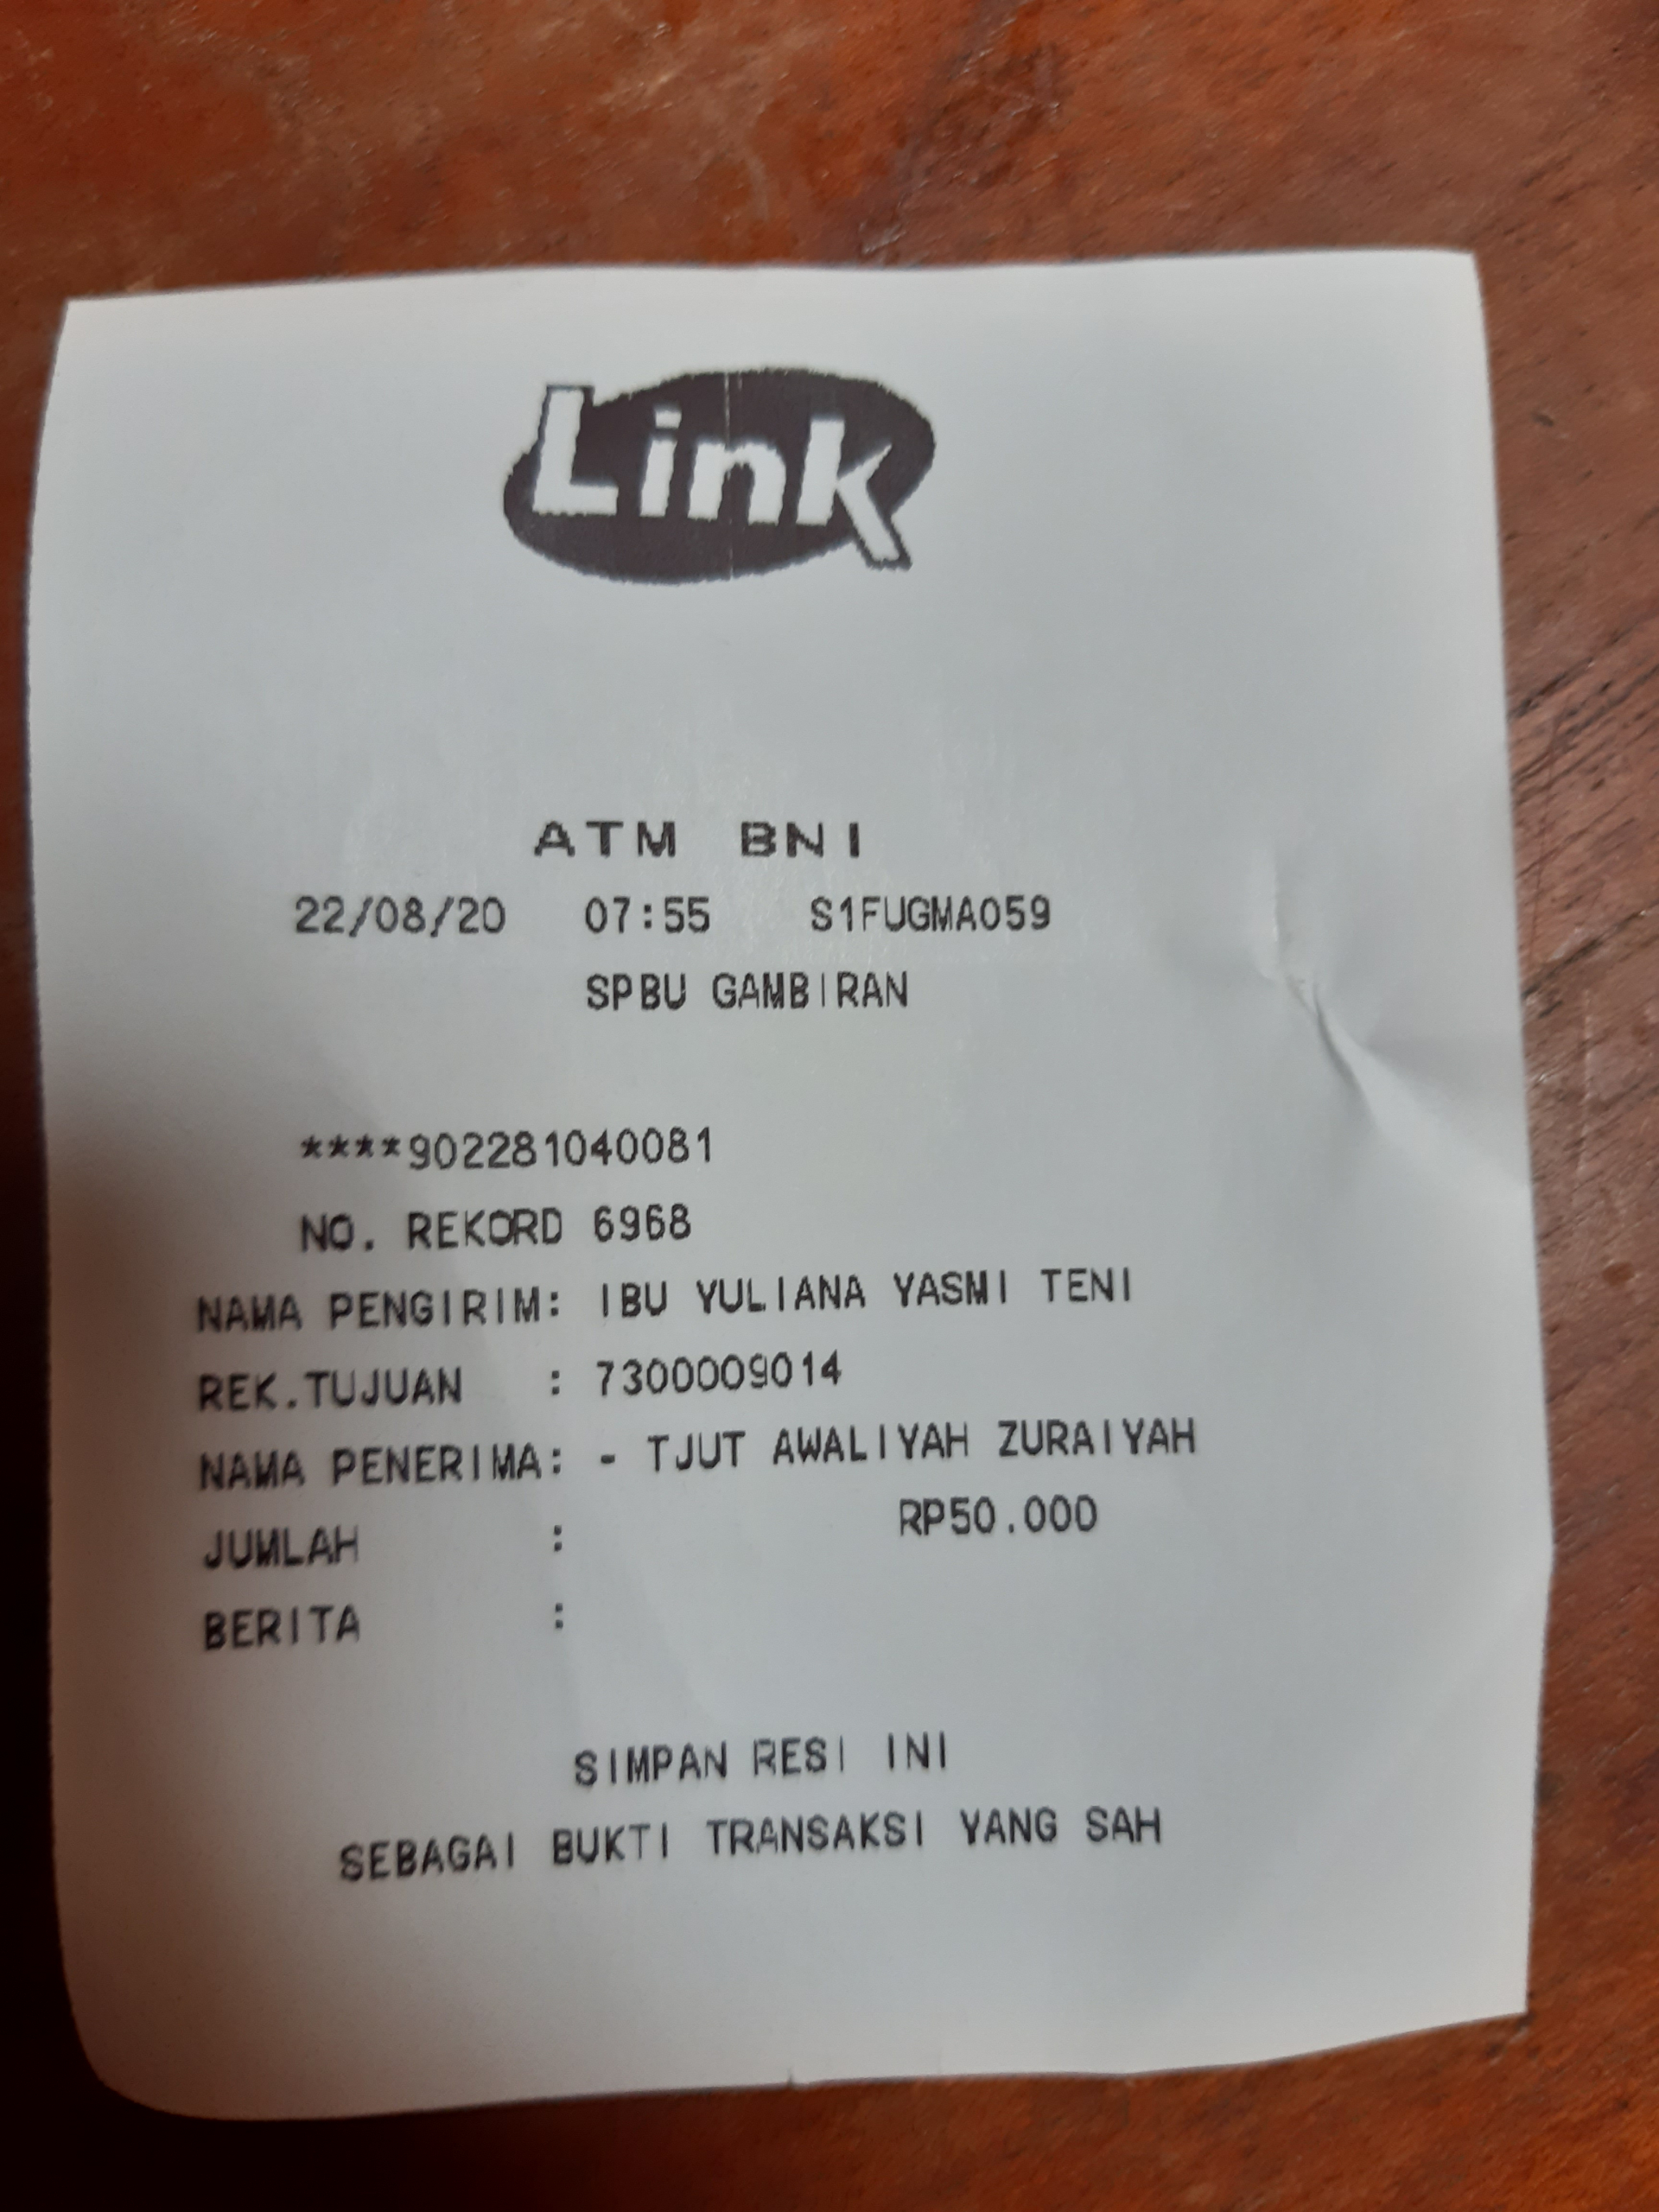 Link
ATM BNI
22/08/20 07:55 S1FUGMA059
SPBU GAMBIRAN
****902281040081
NO. REKORD 6968
NAMA PENGIRIM: IBU YULIANA YASMI TENI
REK.TUJUAN : 7300009014
NAMA PENERIMA: - TJUT AWALIYAH ZURAIYAH
JUMLAH : RP50.000
BERITA :
SIMPAN RESI INI
SEBAGAI BUKTI TRANSAKSI YANG SAH